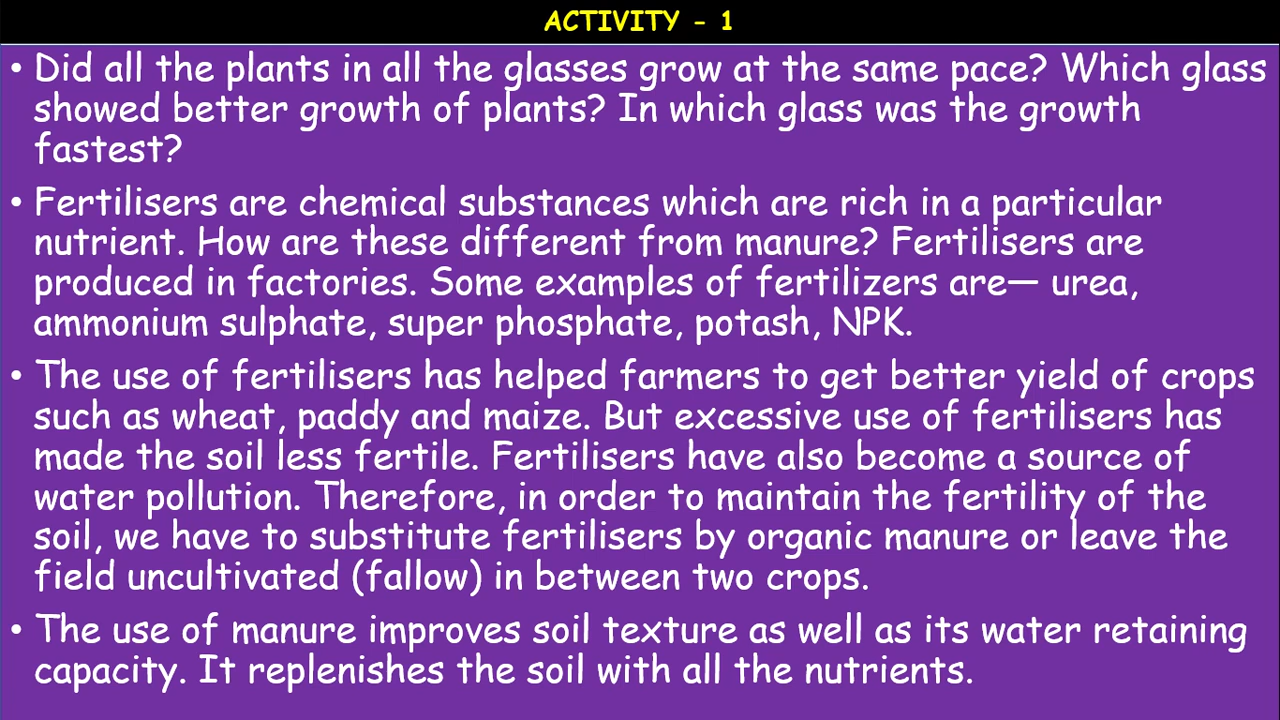 ACTIVITY - 1
• Did all the plants in all the glasses grow at the same pace? Which glass
showed better growth of plants? In which glass was the growth
fastest?
• Fertilisers are chemical substances which are rich in a particular
nutrient. How are these different from manure? Fertilisers are
produced in factories. Some examples of fertilizers are— urea,
ammonium sulphate, super phosphate, potash, NPK.
• The use of fertilisers has helped farmers to get better yield of crops
such as wheat, paddy and maize. But excessive use of fertilisers has
made the soil less fertile. Fertilisers have also become a source of
water pollution. Therefore, in order to maintain the fertility of the
soil, we have to substitute fertilisers by organic manure or leave the
field uncultivated (fallow) in between two crops.
• The use of manure improves soil texture as well as its water retaining
capacity. It replenishes the soil with all the nutrients.